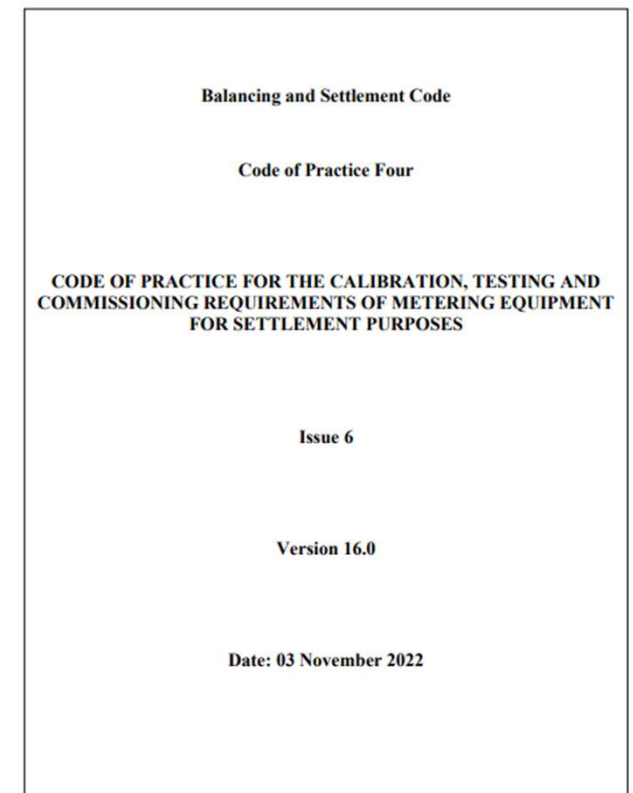 Balancing and Settlement Code
Code of Practice Four
CODE OF PRACTICE FOR THE CALIBRATION, TESTING AND
COMMISSIONING REQUIREMENTS OF METERING EQUIPMENT
FOR SETTLEMENT PURPOSES
Issue 6
Version 16.0
Date: 03 November 2022